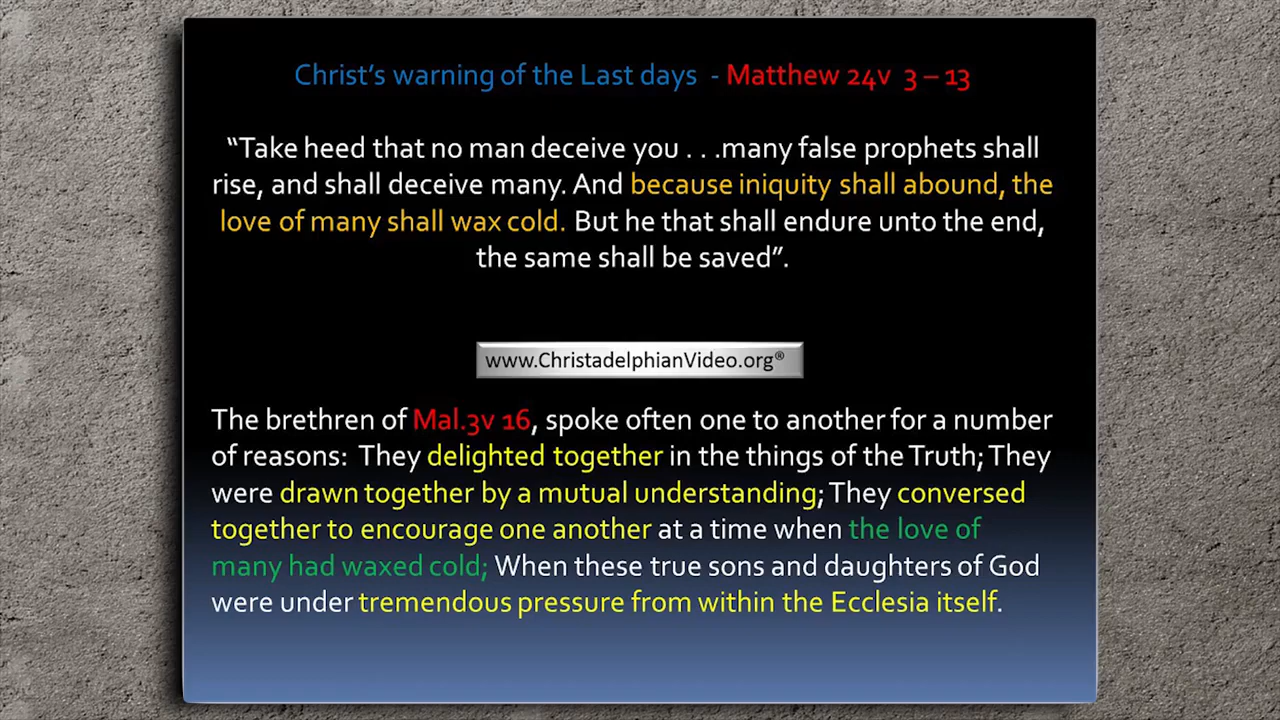 Christ's warning of the Last days - Matthew 24v 3 – 13
“Take heed that no man deceive you . . .many false prophets shall
rise, and shall deceive many. And because iniquity shall abound, the
love of many shall wax cold. But he that shall endure unto the end,
the same shall be saved”.
www.ChristadelphianVideo.org®
The brethren of Mal.3v 16, spoke often one to another for a number
of reasons: They delighted together in the things of the Truth; They
were drawn together by a mutual understanding; They conversed
together to encourage one another at a time when the love of
many had waxed cold; When these true sons and daughters of God
were under tremendous pressure from within the Ecclesia itself.